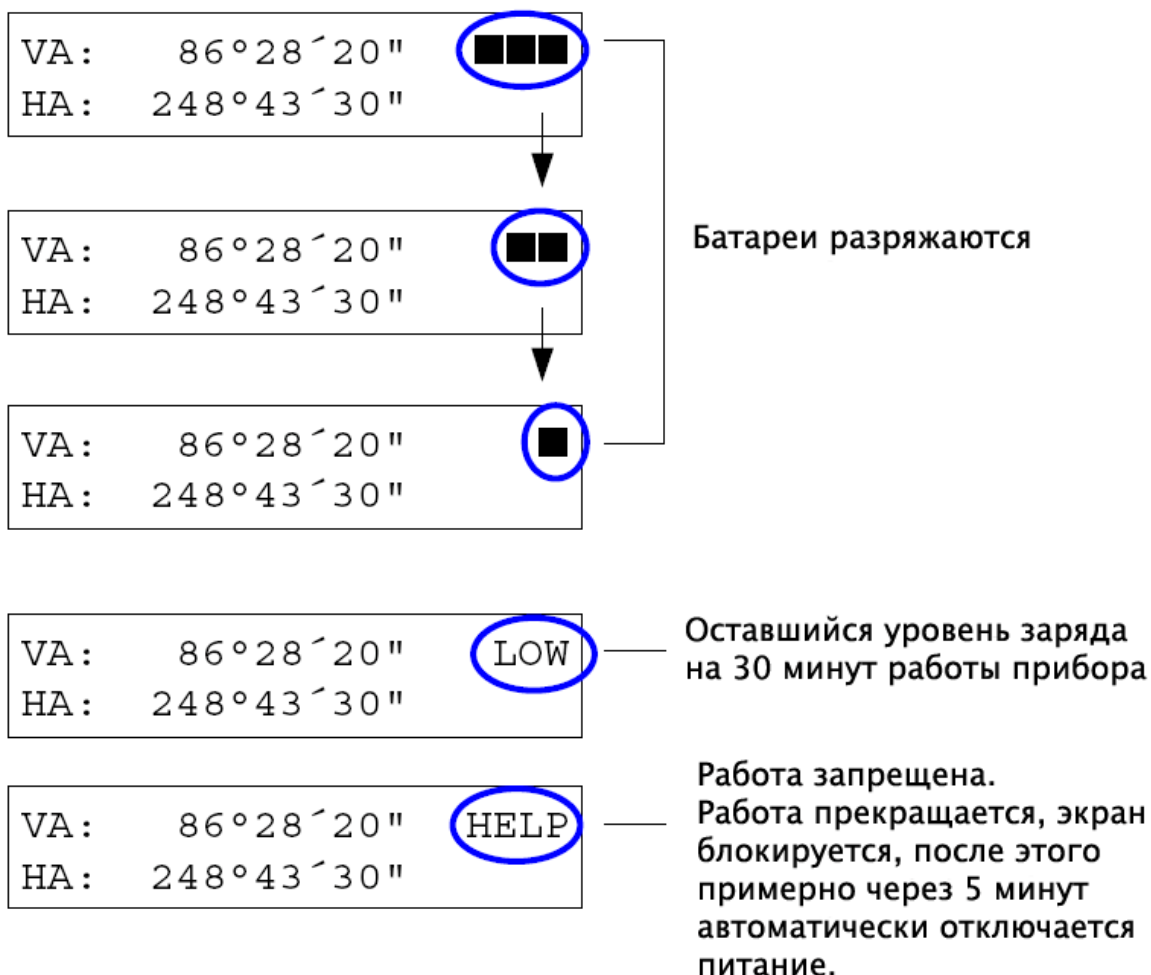 VA: 86°28´20" ■■■
HA: 248°43´30"
VA: 86°28´20" ■■
HA: 248°43´30"
Батареи разряжаются
VA: 86°28´20" ■
HA: 248°43´30"
VA: 86°28´20" LOW
HA: 248°43´30"
Оставшийся уровень заряда
на 30 минут работы прибора
VA: 86°28´20" HELP
HA: 248°43´30"
Работа запрещена.
Работа прекращается, экран
блокируется, после этого
примерно через 5 минут
автоматически отключается
питание.